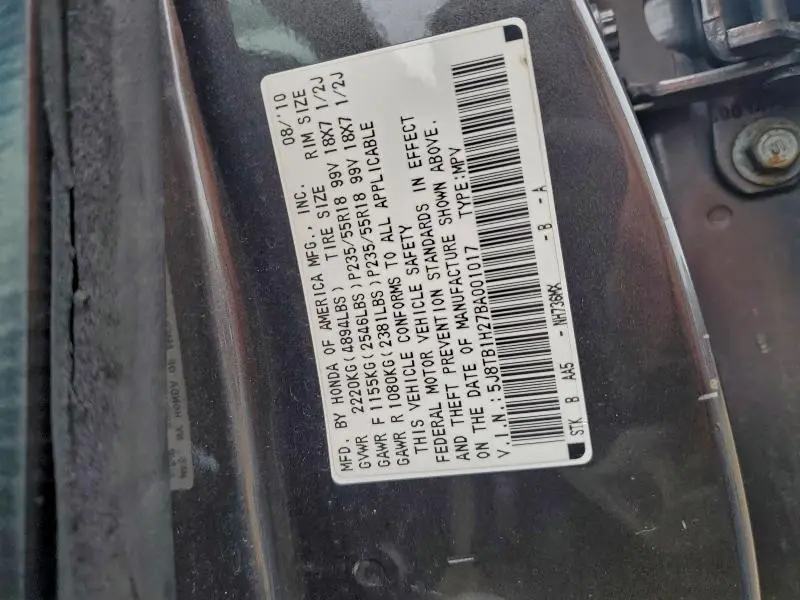 MFD. BY HONDA OF AMERICA MFG., INC. 08/'10
GVWR 2220KG(4894LBS) TIRE SIZE RIM SIZE
GAWR F 1155KG(2546LBS)P235/55R18 99V 18X7 1/2J
GAWR R 1080KG(2381LBS)P235/55R18 99V 18X7 1/2J
THIS VEHICLE CONFORMS TO ALL APPLICABLE
FEDERAL MOTOR VEHICLE SAFETY
AND THEFT PREVENTION STANDARDS IN EFFECT
ON THE DATE OF MANUFACTURE SHOWN ABOVE.
V.I.N.:5J8TB1H27BA001017 TYPE:MPV
STK B AA5 -NH736MX -B -A